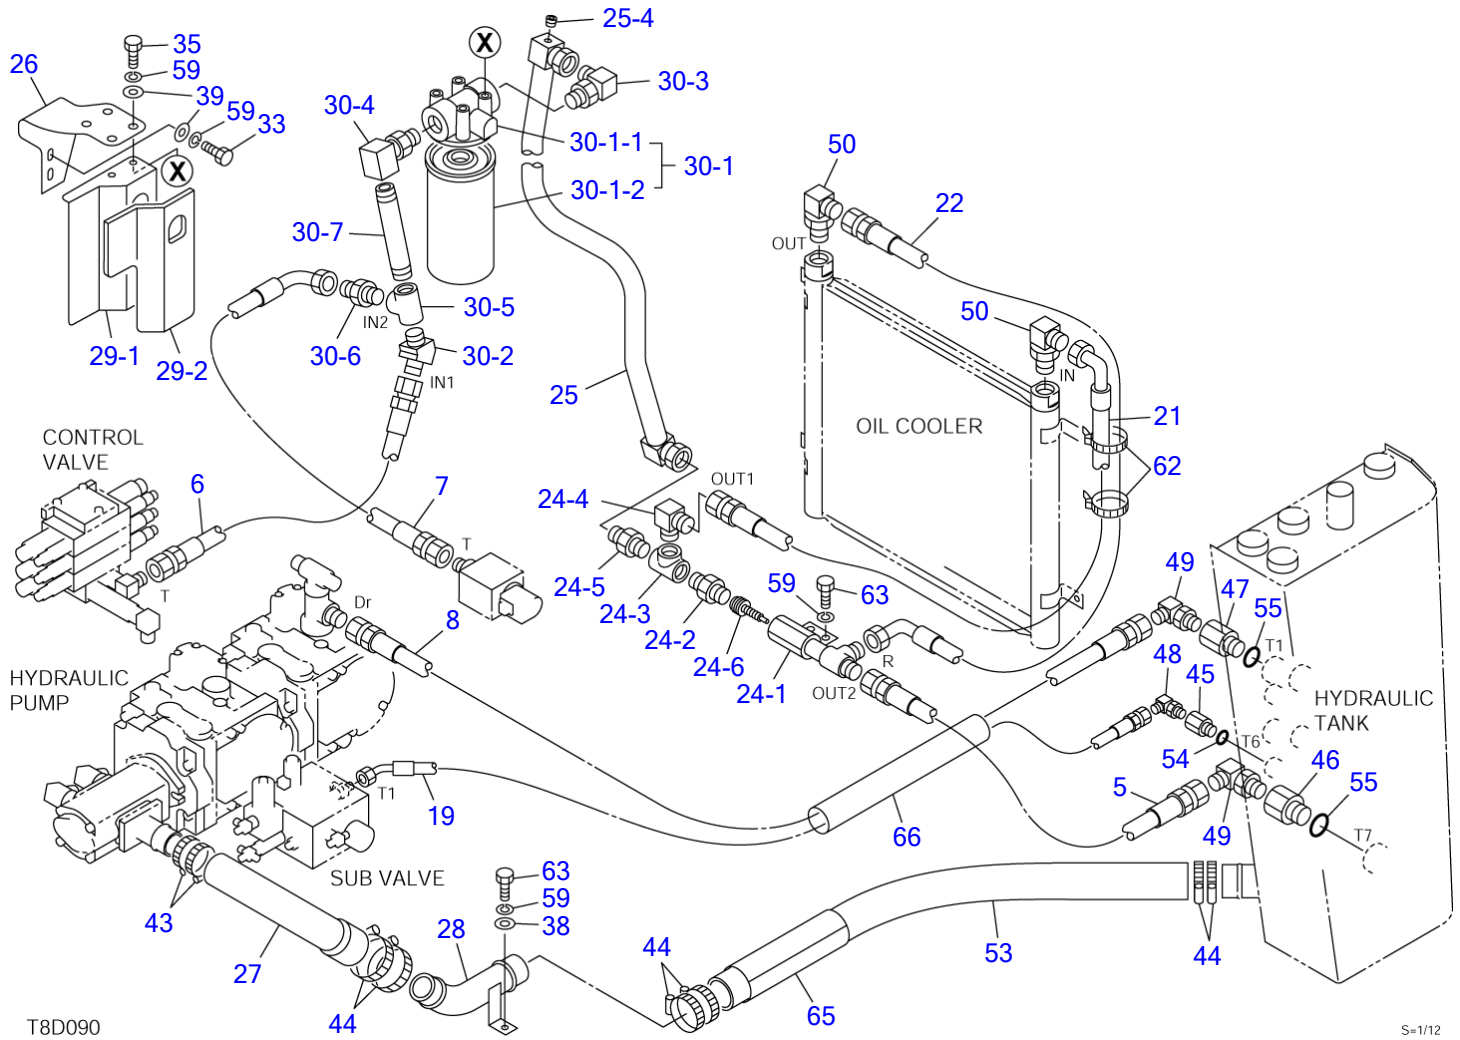 25-4
35
X
26
59
30-3
39
30-4
59
33
30-1-1
50
X
30-1
30-1-2
22
30-7
OUT
30-5
50
IN2
29-1
30-6
30-2
29-2
IN1
IN
25
21
OIL COOLER
CONTROL
VALVE
62
OUT1
6
7
24-4
T
49
47
T
24-5
59
63
55
Dr
24-3
8
24-2
T1
24-6
R
48
HYDRAULIC
PUMP
24-1
OUT2
45
HYDRAULIC
TANK
T6
54
46
T1
5
55
19
66
49
T7
SUB VALVE
63
59
43
28
38
27
44
53
44
44
65
T8D090
S=1/12